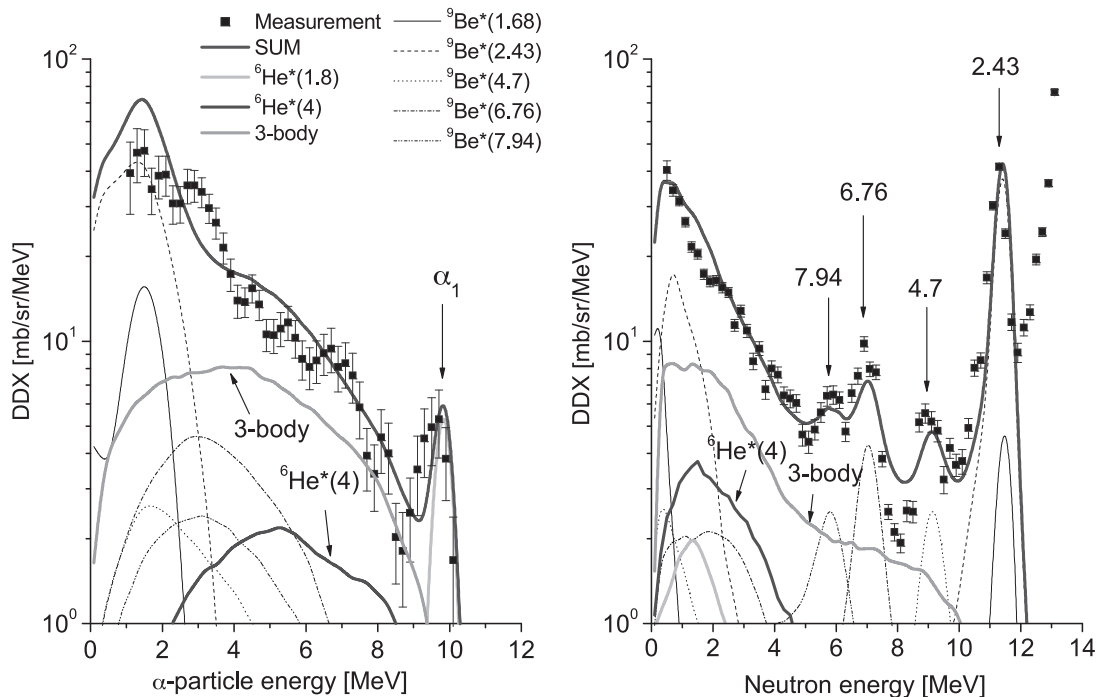 Measurement
SUM
⁶He*(1.8)
⁶He*(4)
3-body
⁹Be*(1.68)
⁹Be*(2.43)
⁹Be*(4.7)
⁹Be*(6.76)
⁹Be*(7.94)
10²
10¹
10⁰
DDX [mb/sr/MeV]
α₁
3-body
⁶He*(4)
0 2 4 6 8 10 12
α-particle energy [MeV]
10²
10¹
10⁰
DDX [mb/sr/MeV]
2.43
6.76
7.94
4.7
⁶He*(4)
3-body
0 2 4 6 8 10 12 14
Neutron energy [MeV]